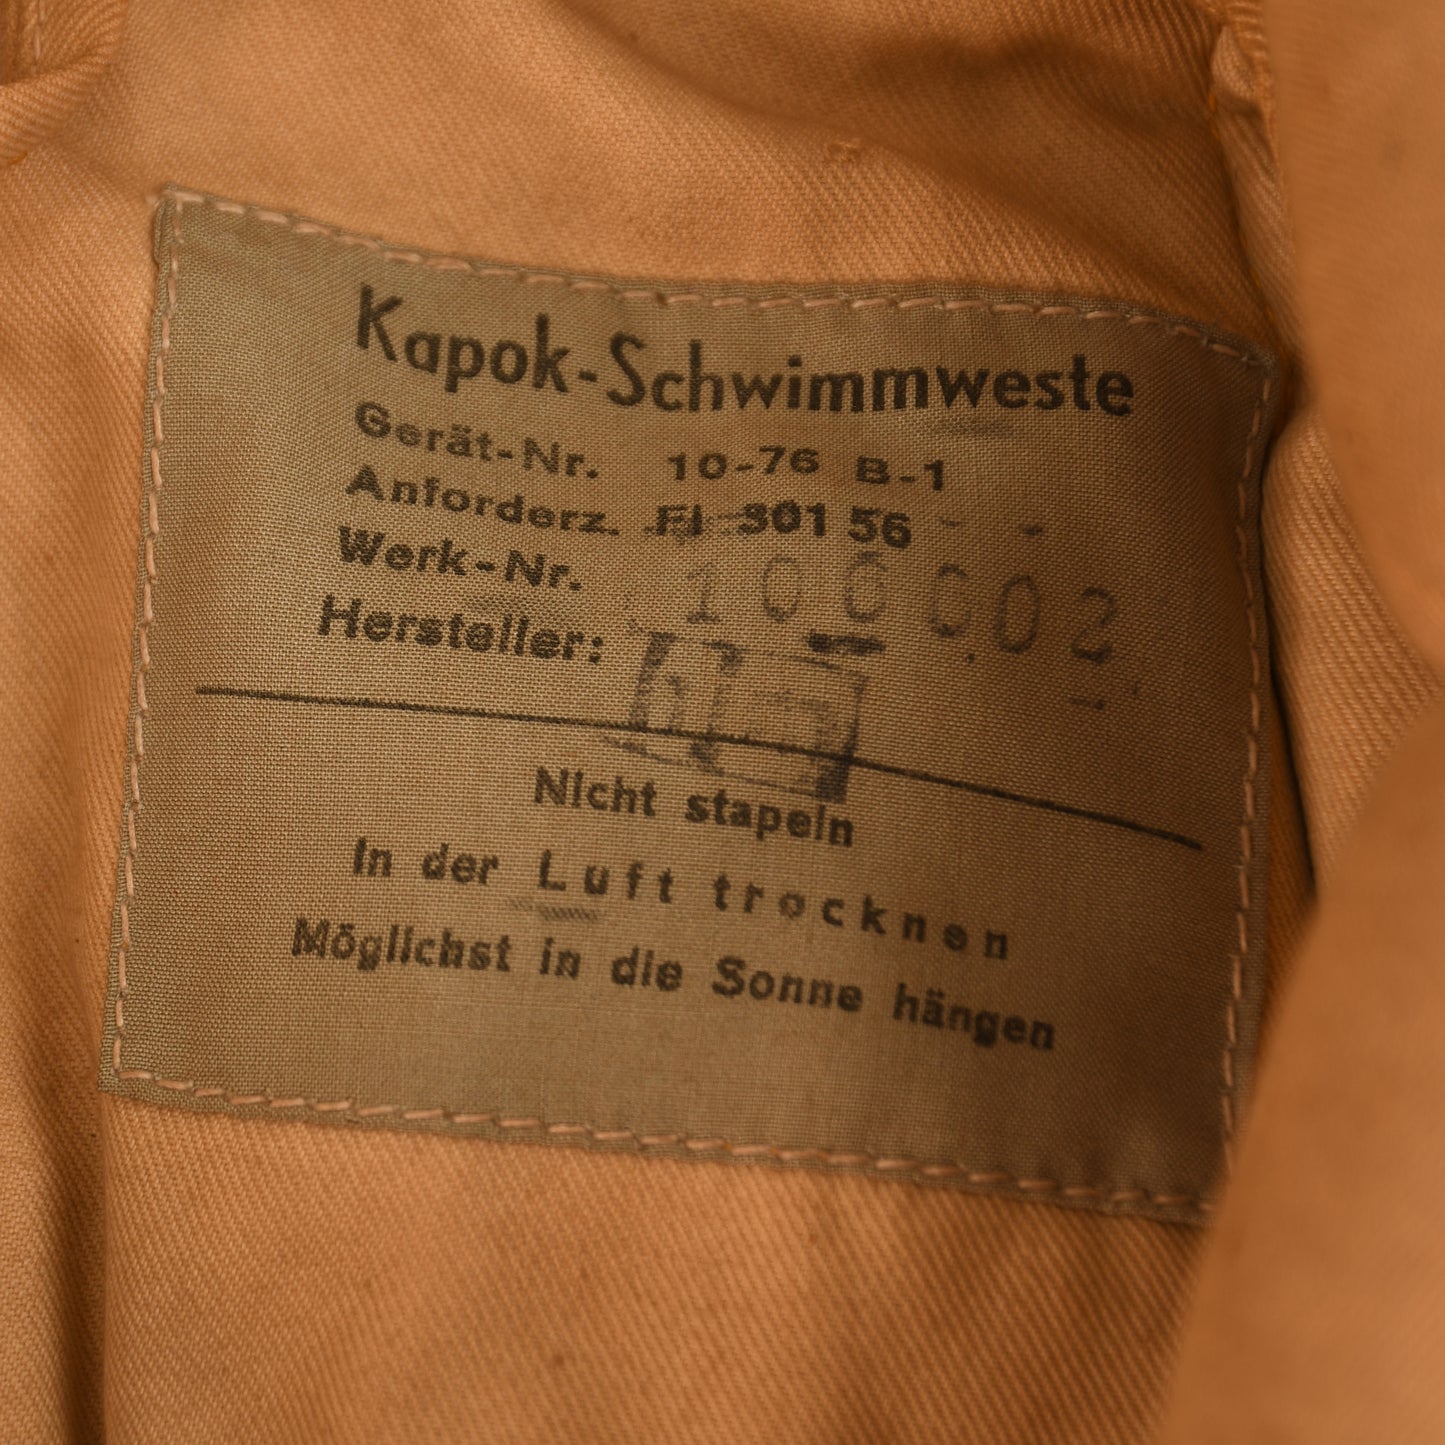 Kapok-Schwimmweste
Gerät-Nr. 10-76 B-1
Anforderz. Fl 30156
Werk-Nr.
Hersteller:
Nicht stapeln
In der Luft trocknen
Möglichst in die Sonne hängen